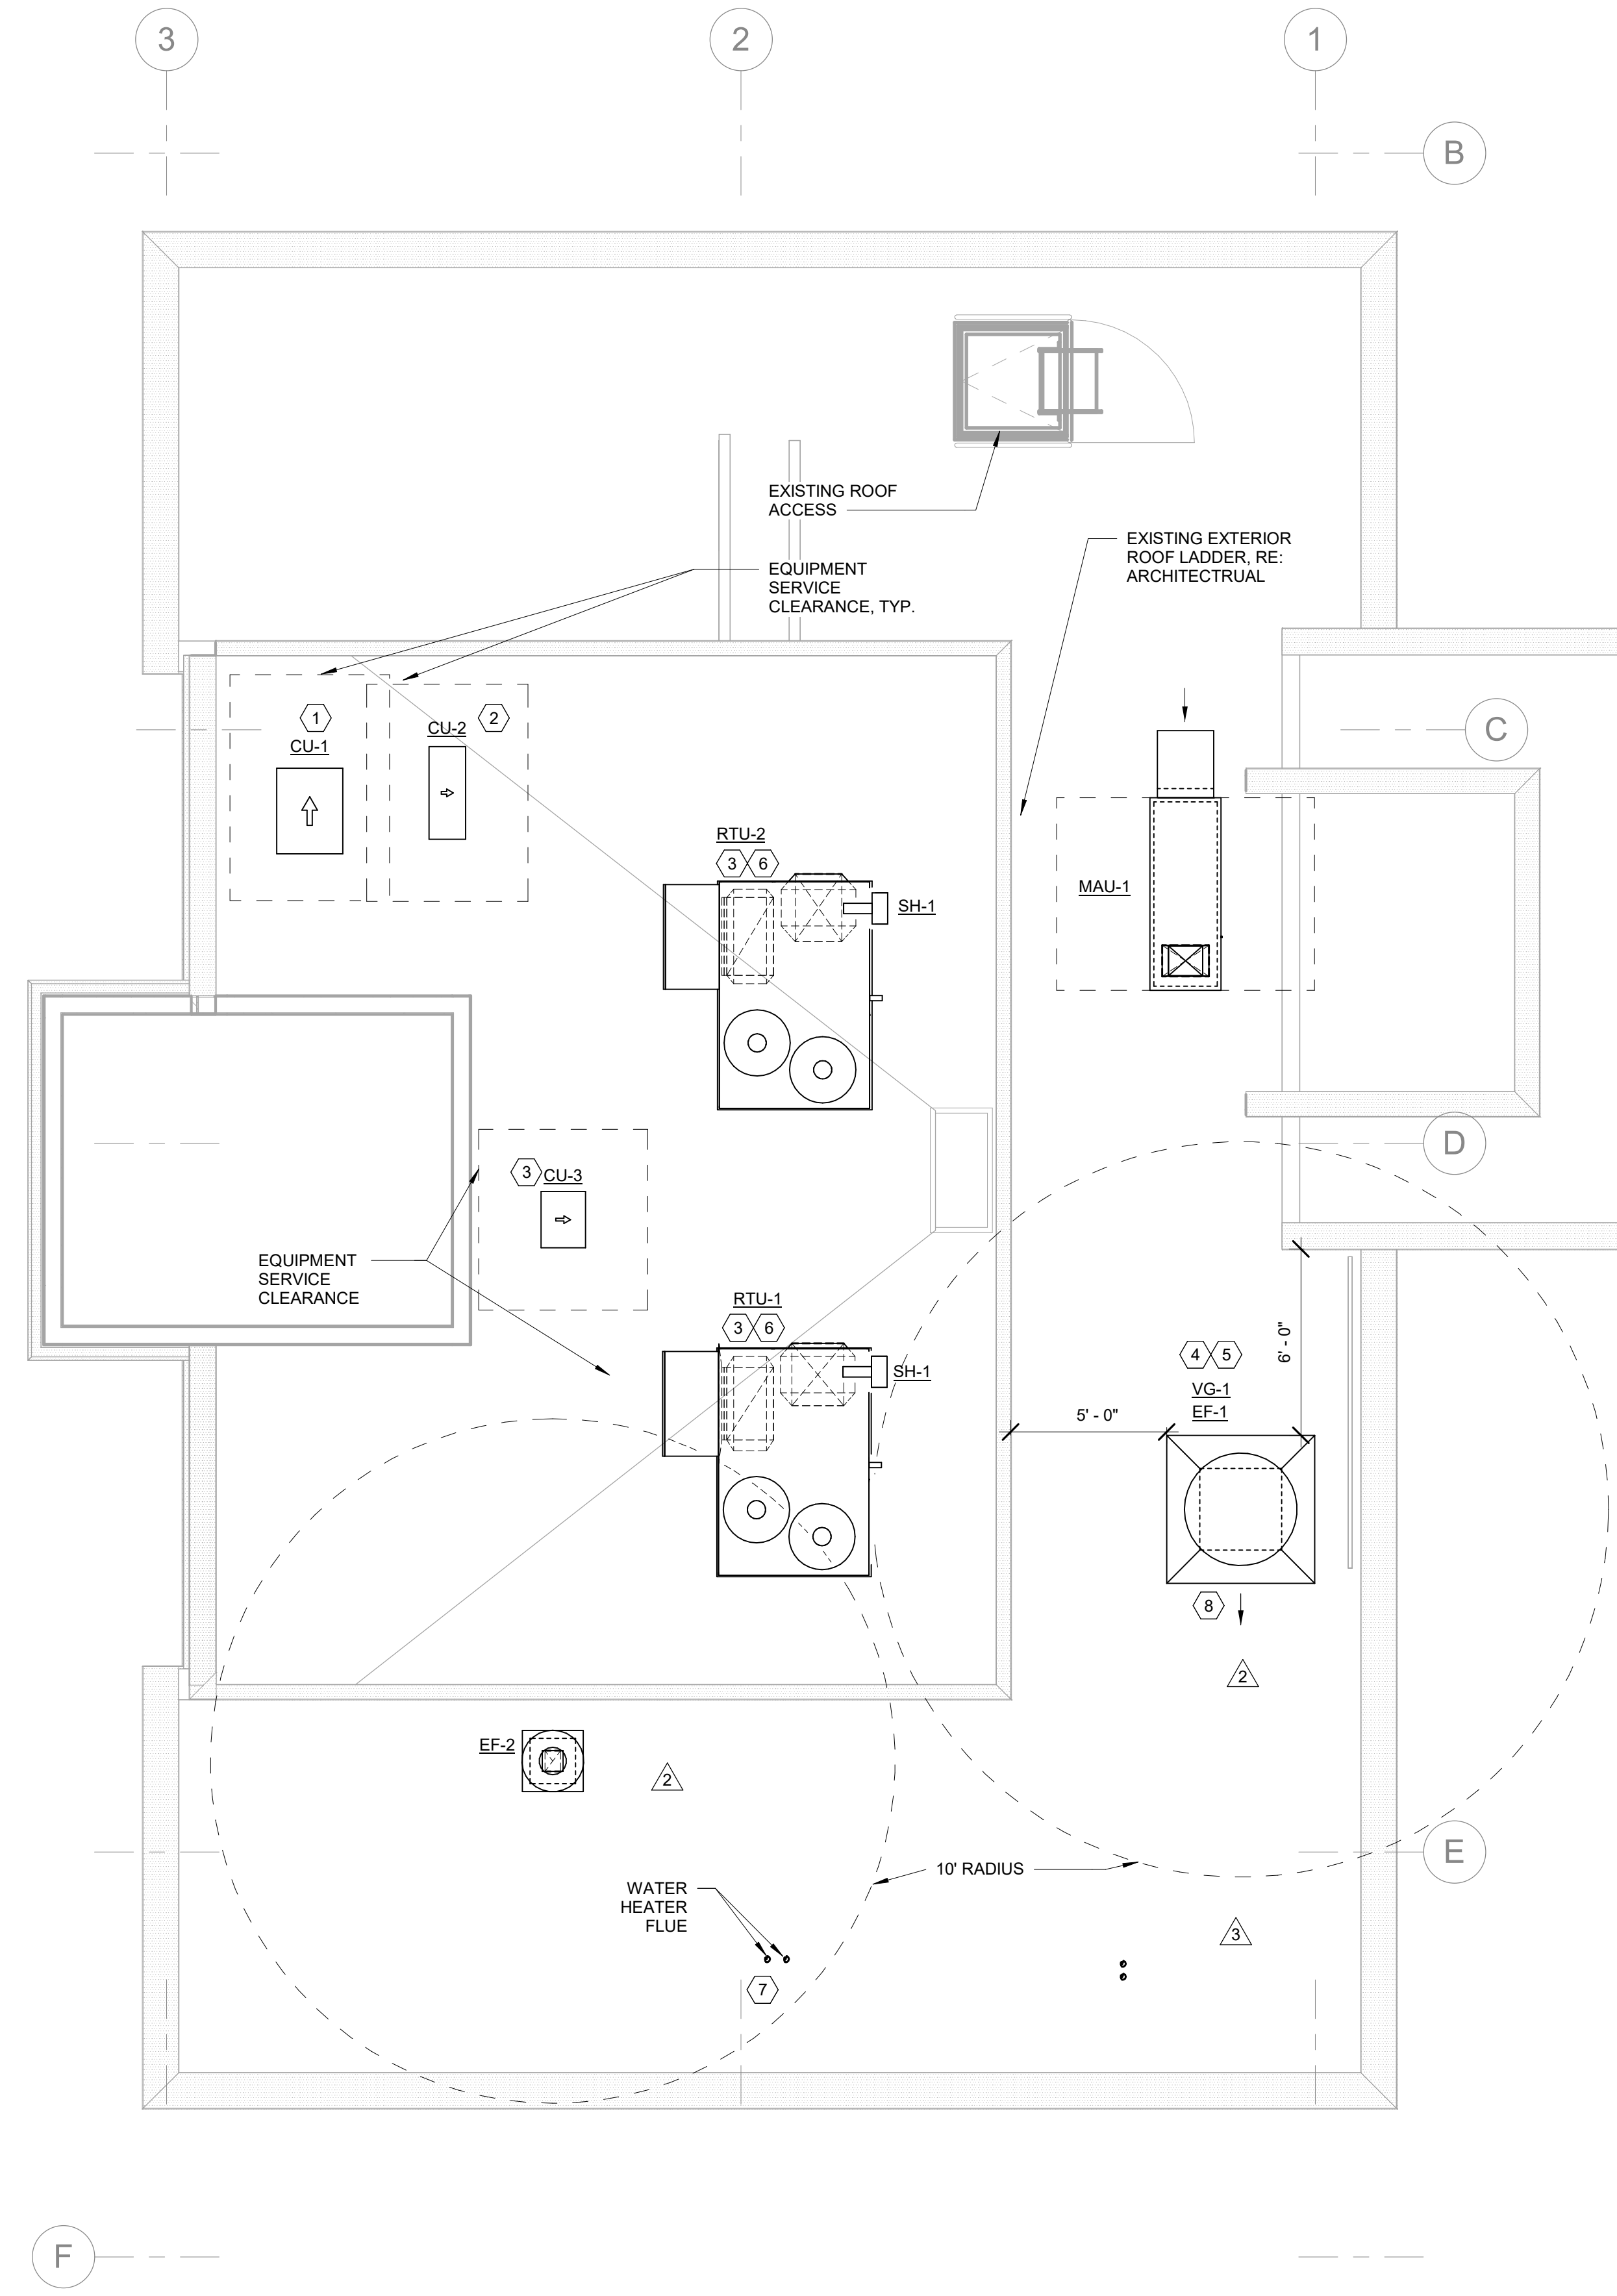 3
2
1
B
EXISTING ROOF
ACCESS
EXISTING EXTERIOR
ROOF LADDER, RE:
ARCHITECTRUAL
EQUIPMENT
SERVICE
CLEARANCE, TYP.
1
CU-1
2
CU-2
C
RTU-2
3
6
SH-1
MAU-1
D
3
CU-3
EQUIPMENT
SERVICE
CLEARANCE
RTU-1
3
6
SH-1
4
5
VG-1
EF-1
6' - 0"
5' - 0"
8
2
EF-2
2
E
10' RADIUS
WATER
HEATER
FLUE
3
7
F